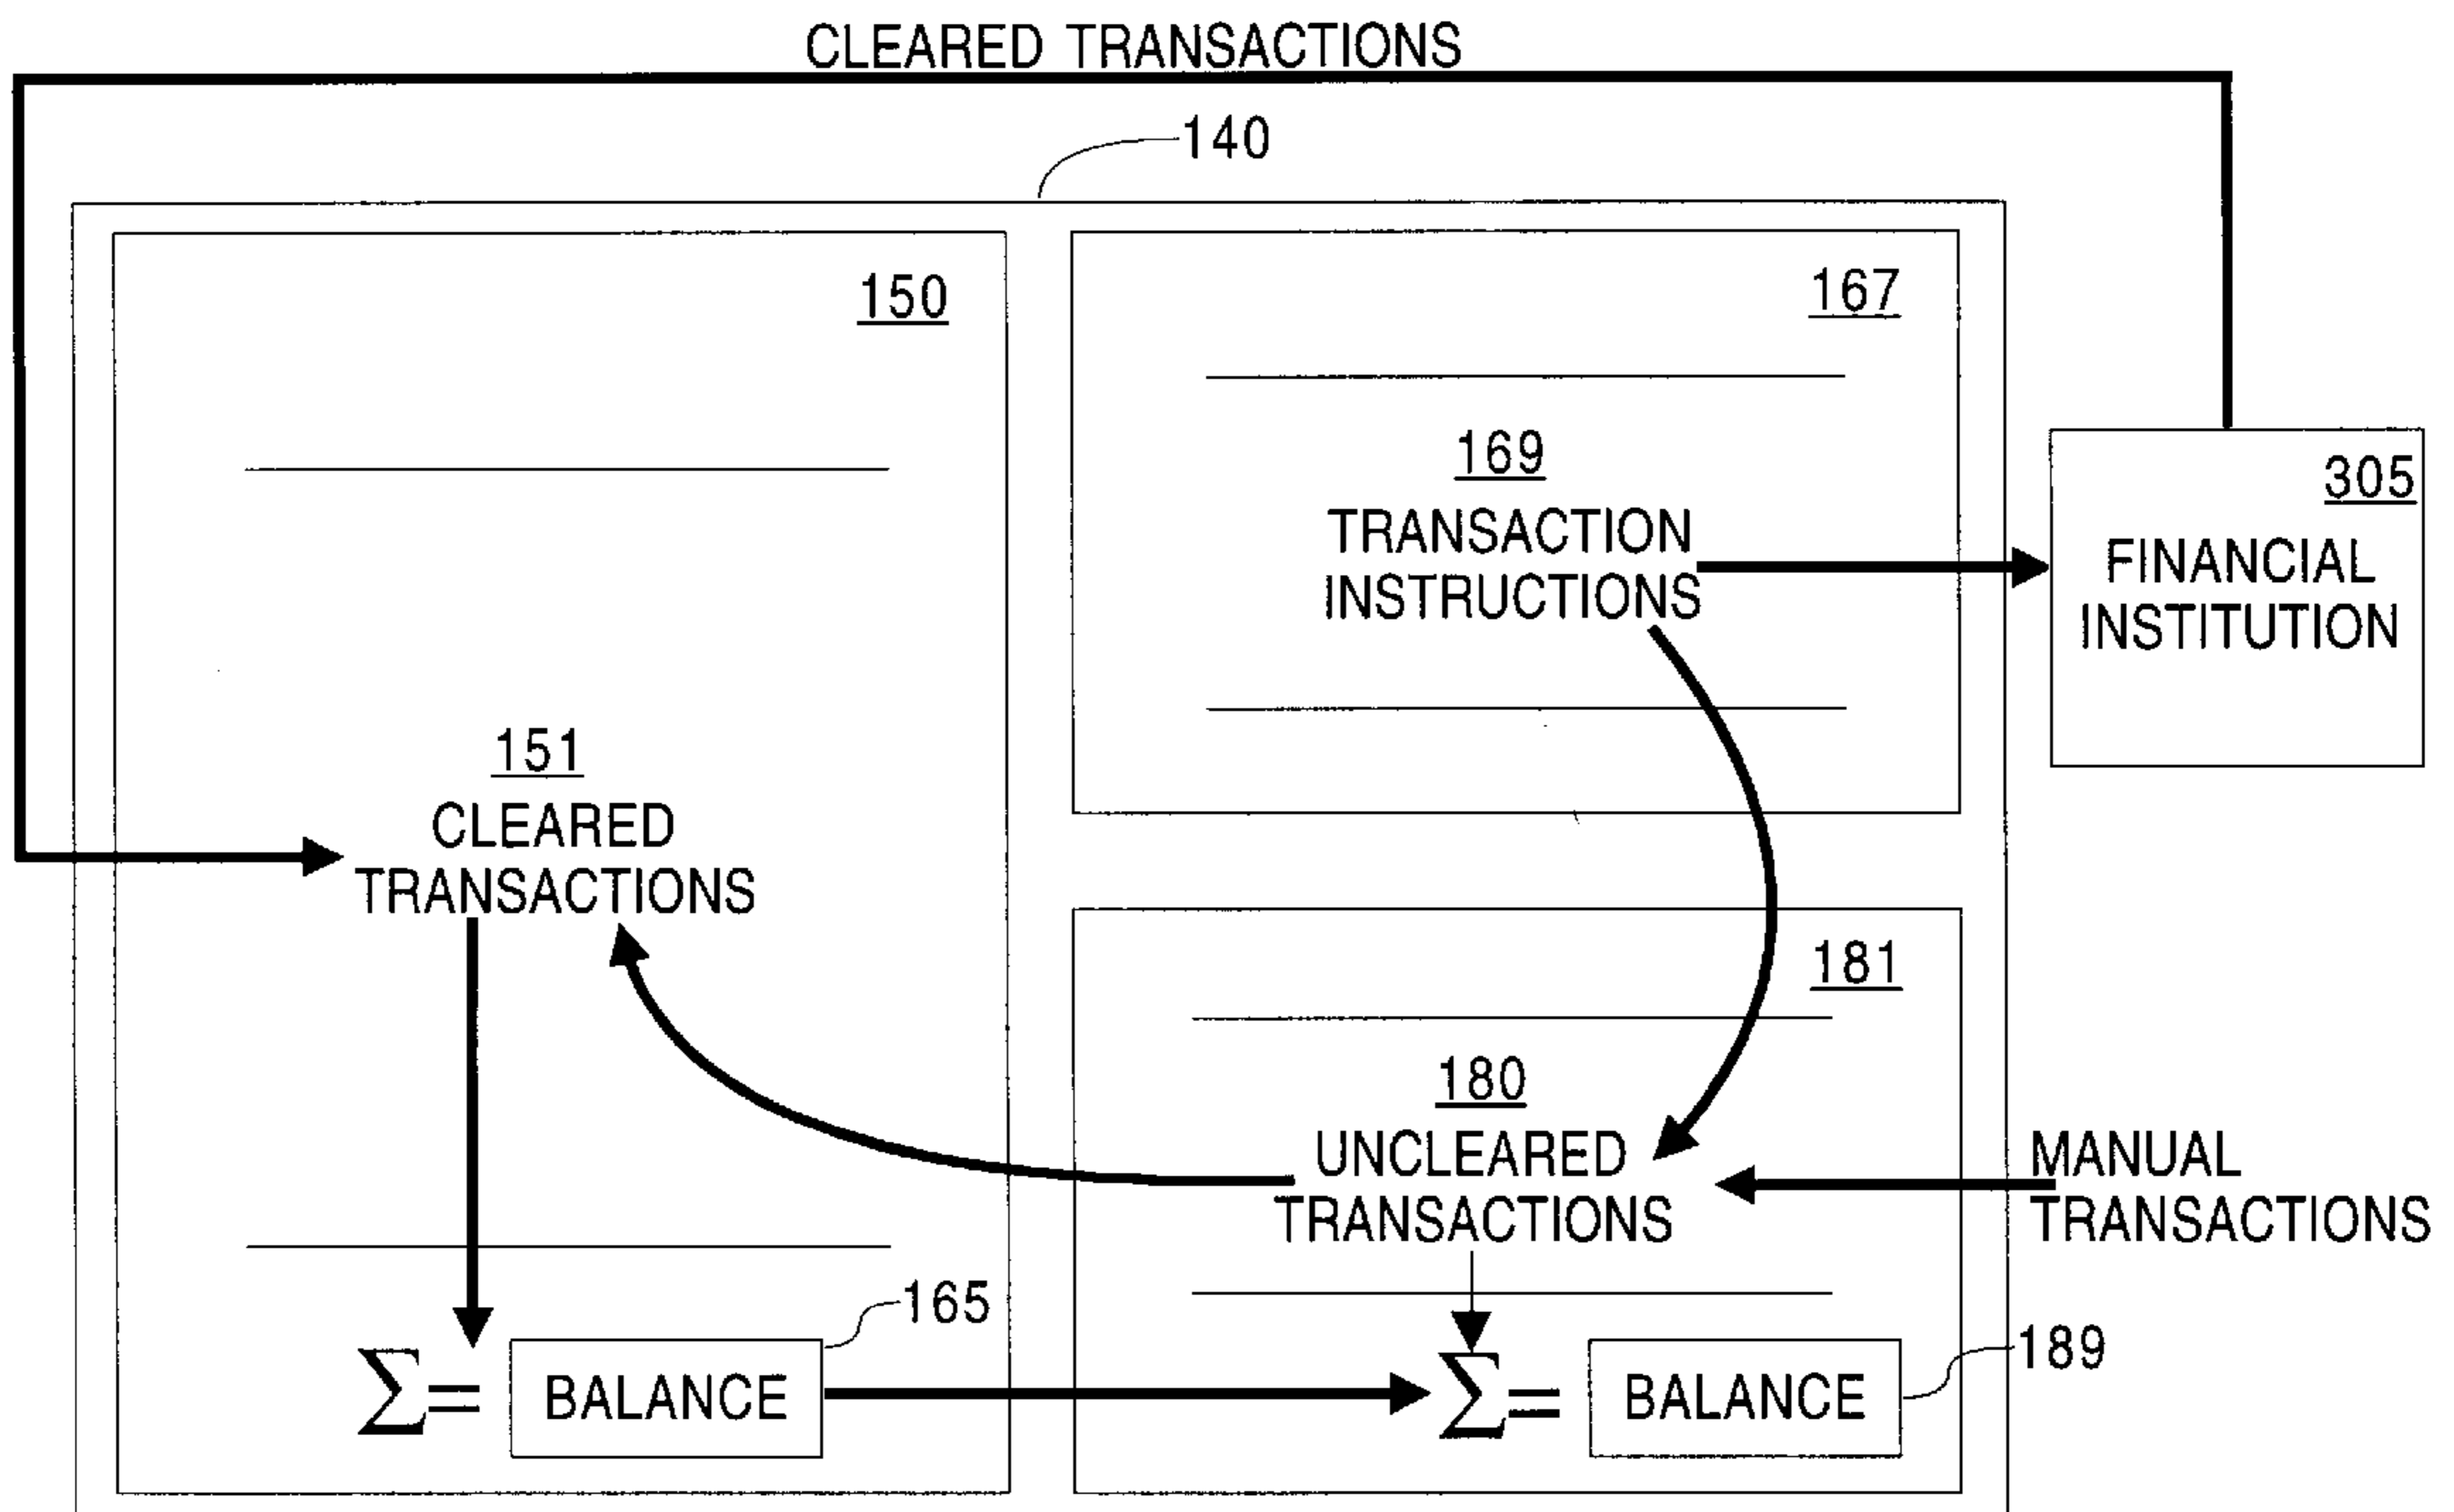 CLEARED TRANSACTIONS
140
150
151
CLEARED
TRANSACTIONS
Σ=
BALANCE
165
167
169
TRANSACTION
INSTRUCTIONS
305
FINANCIAL
INSTITUTION
181
180
UNCLEARED
TRANSACTIONS
MANUAL
TRANSACTIONS
Σ=
BALANCE
189